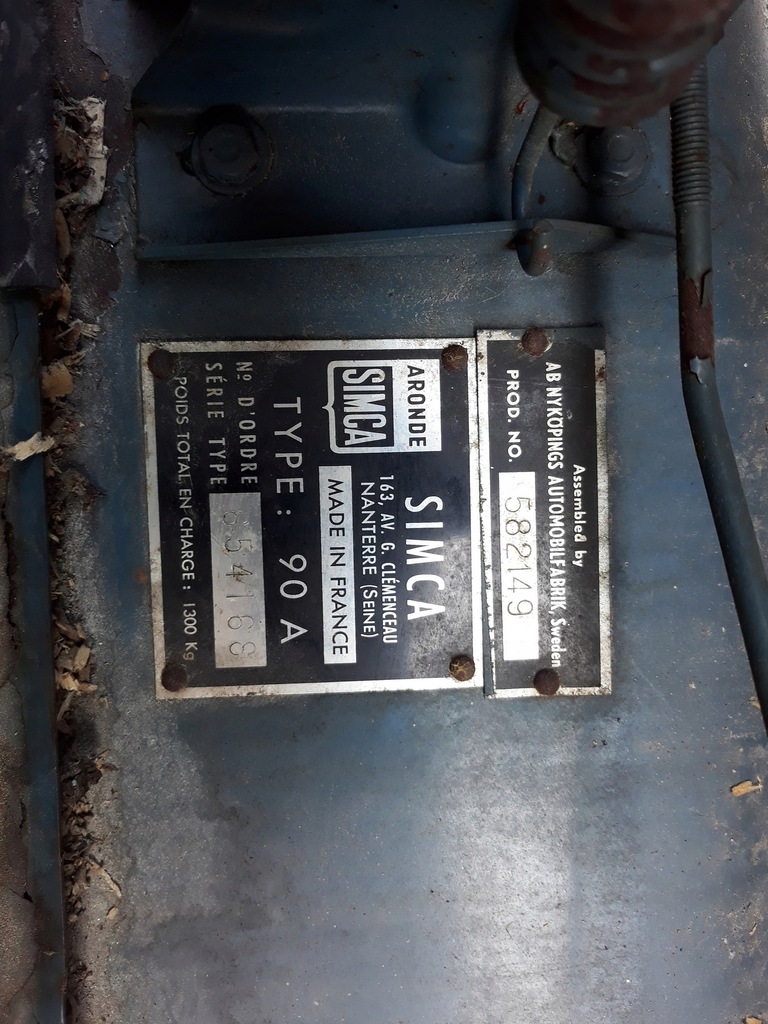 Assembled by
AB NYKÖPINGS AUTOMOBILFABRIK, Sweden
PROD. NO. 582149
ARONDE
SIMCA
SIMCA
163, AV. G. CLÉMENCEAU
NANTERRE (SEINE)
MADE IN FRANCE
TYPE: 90 A
Nº D'ORDRE
SÉRIE TYPE
POIDS TOTAL EN CHARGE: 1300 Kg